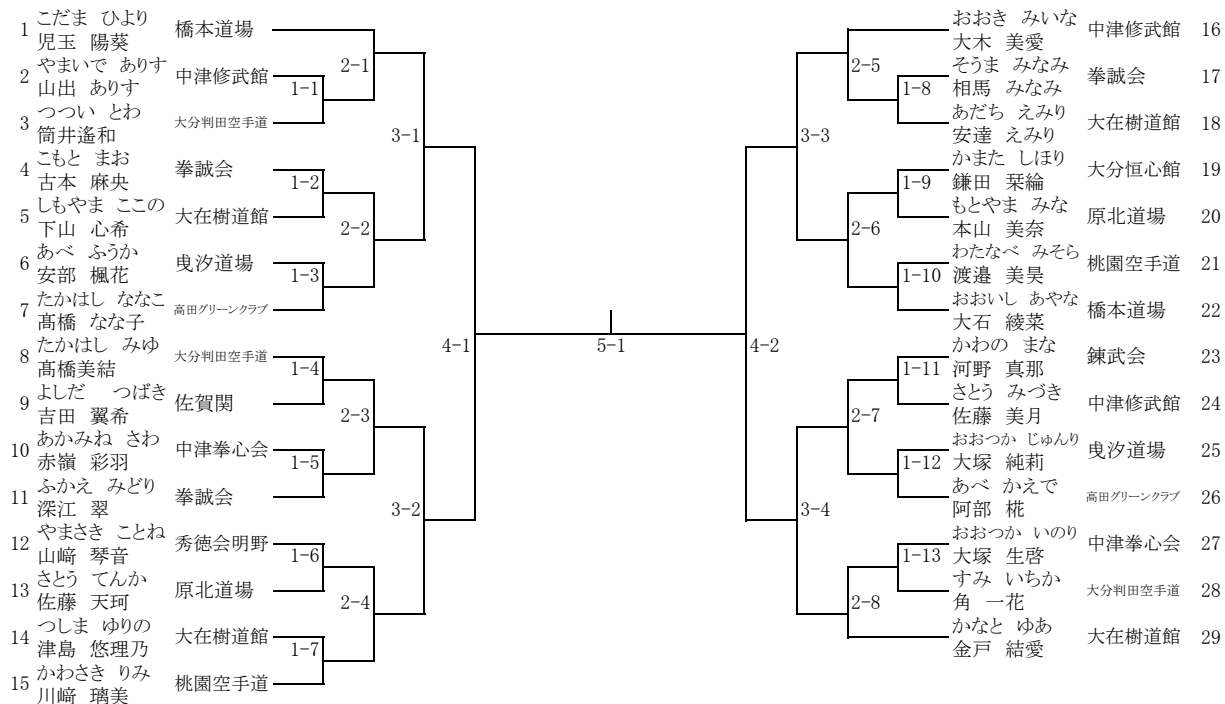 1 こだま ひより 橋本道場
児玉 陽葵
2 やまいで ありす 中津修武館
山出 ありす
3 つつい とわ 大分判田空手道
筒井遙和
4 こもと まお 拳誠会
古本 麻央
5 しもやま ここの 大在樹道館
下山 心希
6 あべ ふうか 曵汐道場
安部 楓花
7 たかはし ななこ 高田グリーンクラブ
髙橋 なな子
8 たかはし みゆ 大分判田空手道
髙橋美結
9 よしだ つばき 佐賀関
吉田 翼希
10 あかみね さわ 中津拳心会
赤嶺 彩羽
11 ふかえ みどり 拳誠会
深江 翠
12 やまさき ことね 秀徳会明野
山﨑 琴音
13 さとう てんか 原北道場
佐藤 天珂
14 つしま ゆりの 大在樹道館
津島 悠理乃
15 かわさき りみ 桃園空手道
川﨑 璃美
1-1
1-2
1-3
1-4
1-5
1-6
1-7
2-1
2-2
2-3
2-4
3-1
3-2
4-1
5-1
4-2
3-3
3-4
2-5
2-6
2-7
2-8
1-8
1-9
1-10
1-11
1-12
1-13
おおき みいな 中津修武館 16
大木 美愛
そうま みなみ 拳誠会 17
相馬 みなみ
あだち えみり 大在樹道館 18
安達 えみり
かまた しほり 大分恒心館 19
鎌田 栞綸
もとやま みな 原北道場 20
本山 美奈
わたなべ みそら 桃園空手道 21
渡邉 美昊
おおいし あやな 橋本道場 22
大石 綾菜
かわの まな 錬武会 23
河野 真那
さとう みづき 中津修武館 24
佐藤 美月
おおつか じゅんり 曵汐道場 25
大塚 純莉
あべ かえで 高田グリーンクラブ 26
阿部 椛
おおつか いのり 中津拳心会 27
大塚 生啓
すみ いちか 大分判田空手道 28
角 一花
かなと ゆあ 大在樹道館 29
金戸 結愛